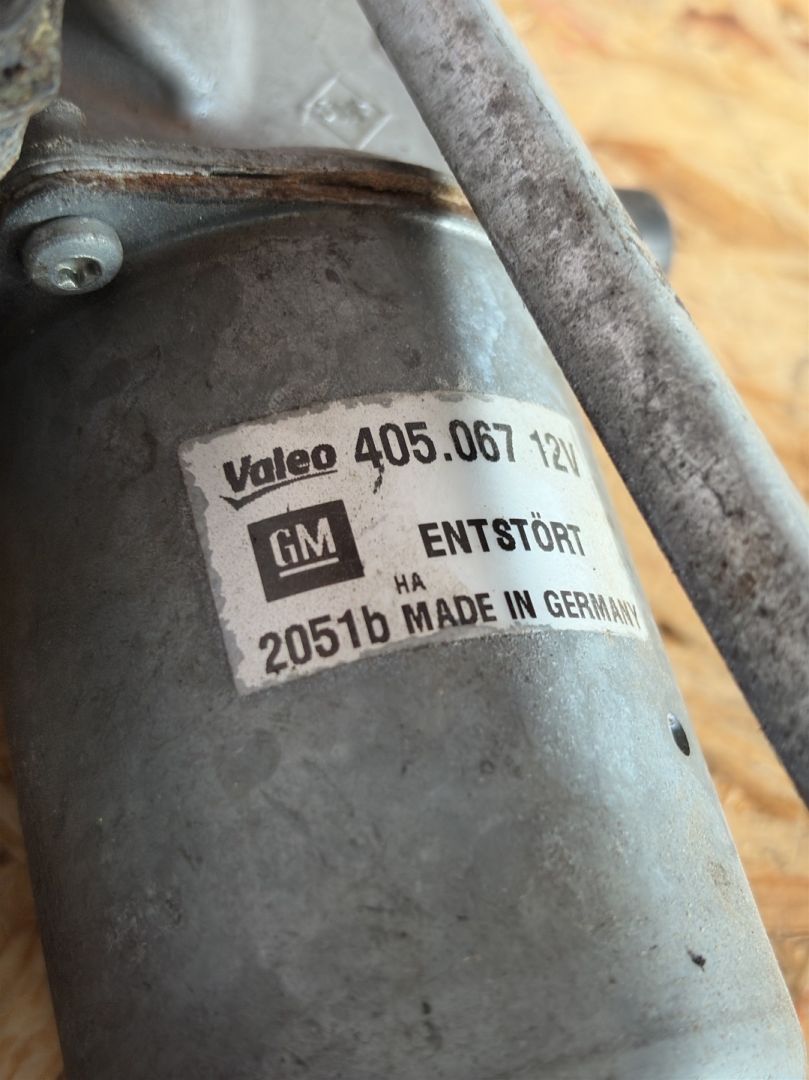 Valeo 405.067 12V
GM ENTSTÖRT
HA
2051b MADE IN GERMANY